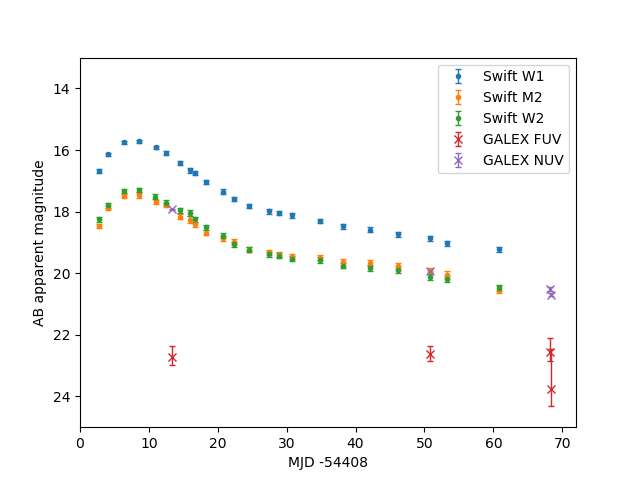 Swift W1
Swift M2
Swift W2
GALEX FUV
GALEX NUV
14
16
18
20
22
24
AB apparent magnitude
0 10 20 30 40 50 60 70
MJD -54408